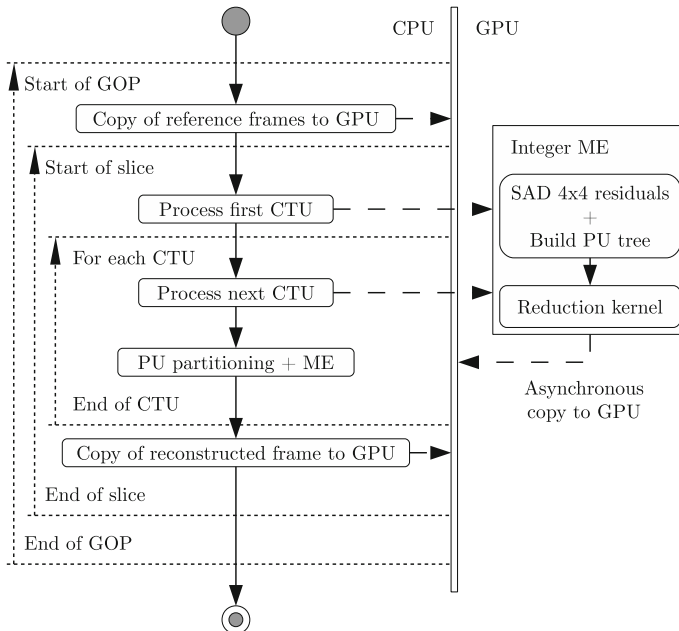 CPU
GPU
Start of GOP
Copy of reference frames to GPU
Start of slice
Process first CTU
For each CTU
Process next CTU
PU partitioning + ME
End of CTU
Copy of reconstructed frame to GPU
End of slice
End of GOP
Integer ME
SAD 4x4 residuals
+
Build PU tree
Reduction kernel
Asynchronous
copy to GPU